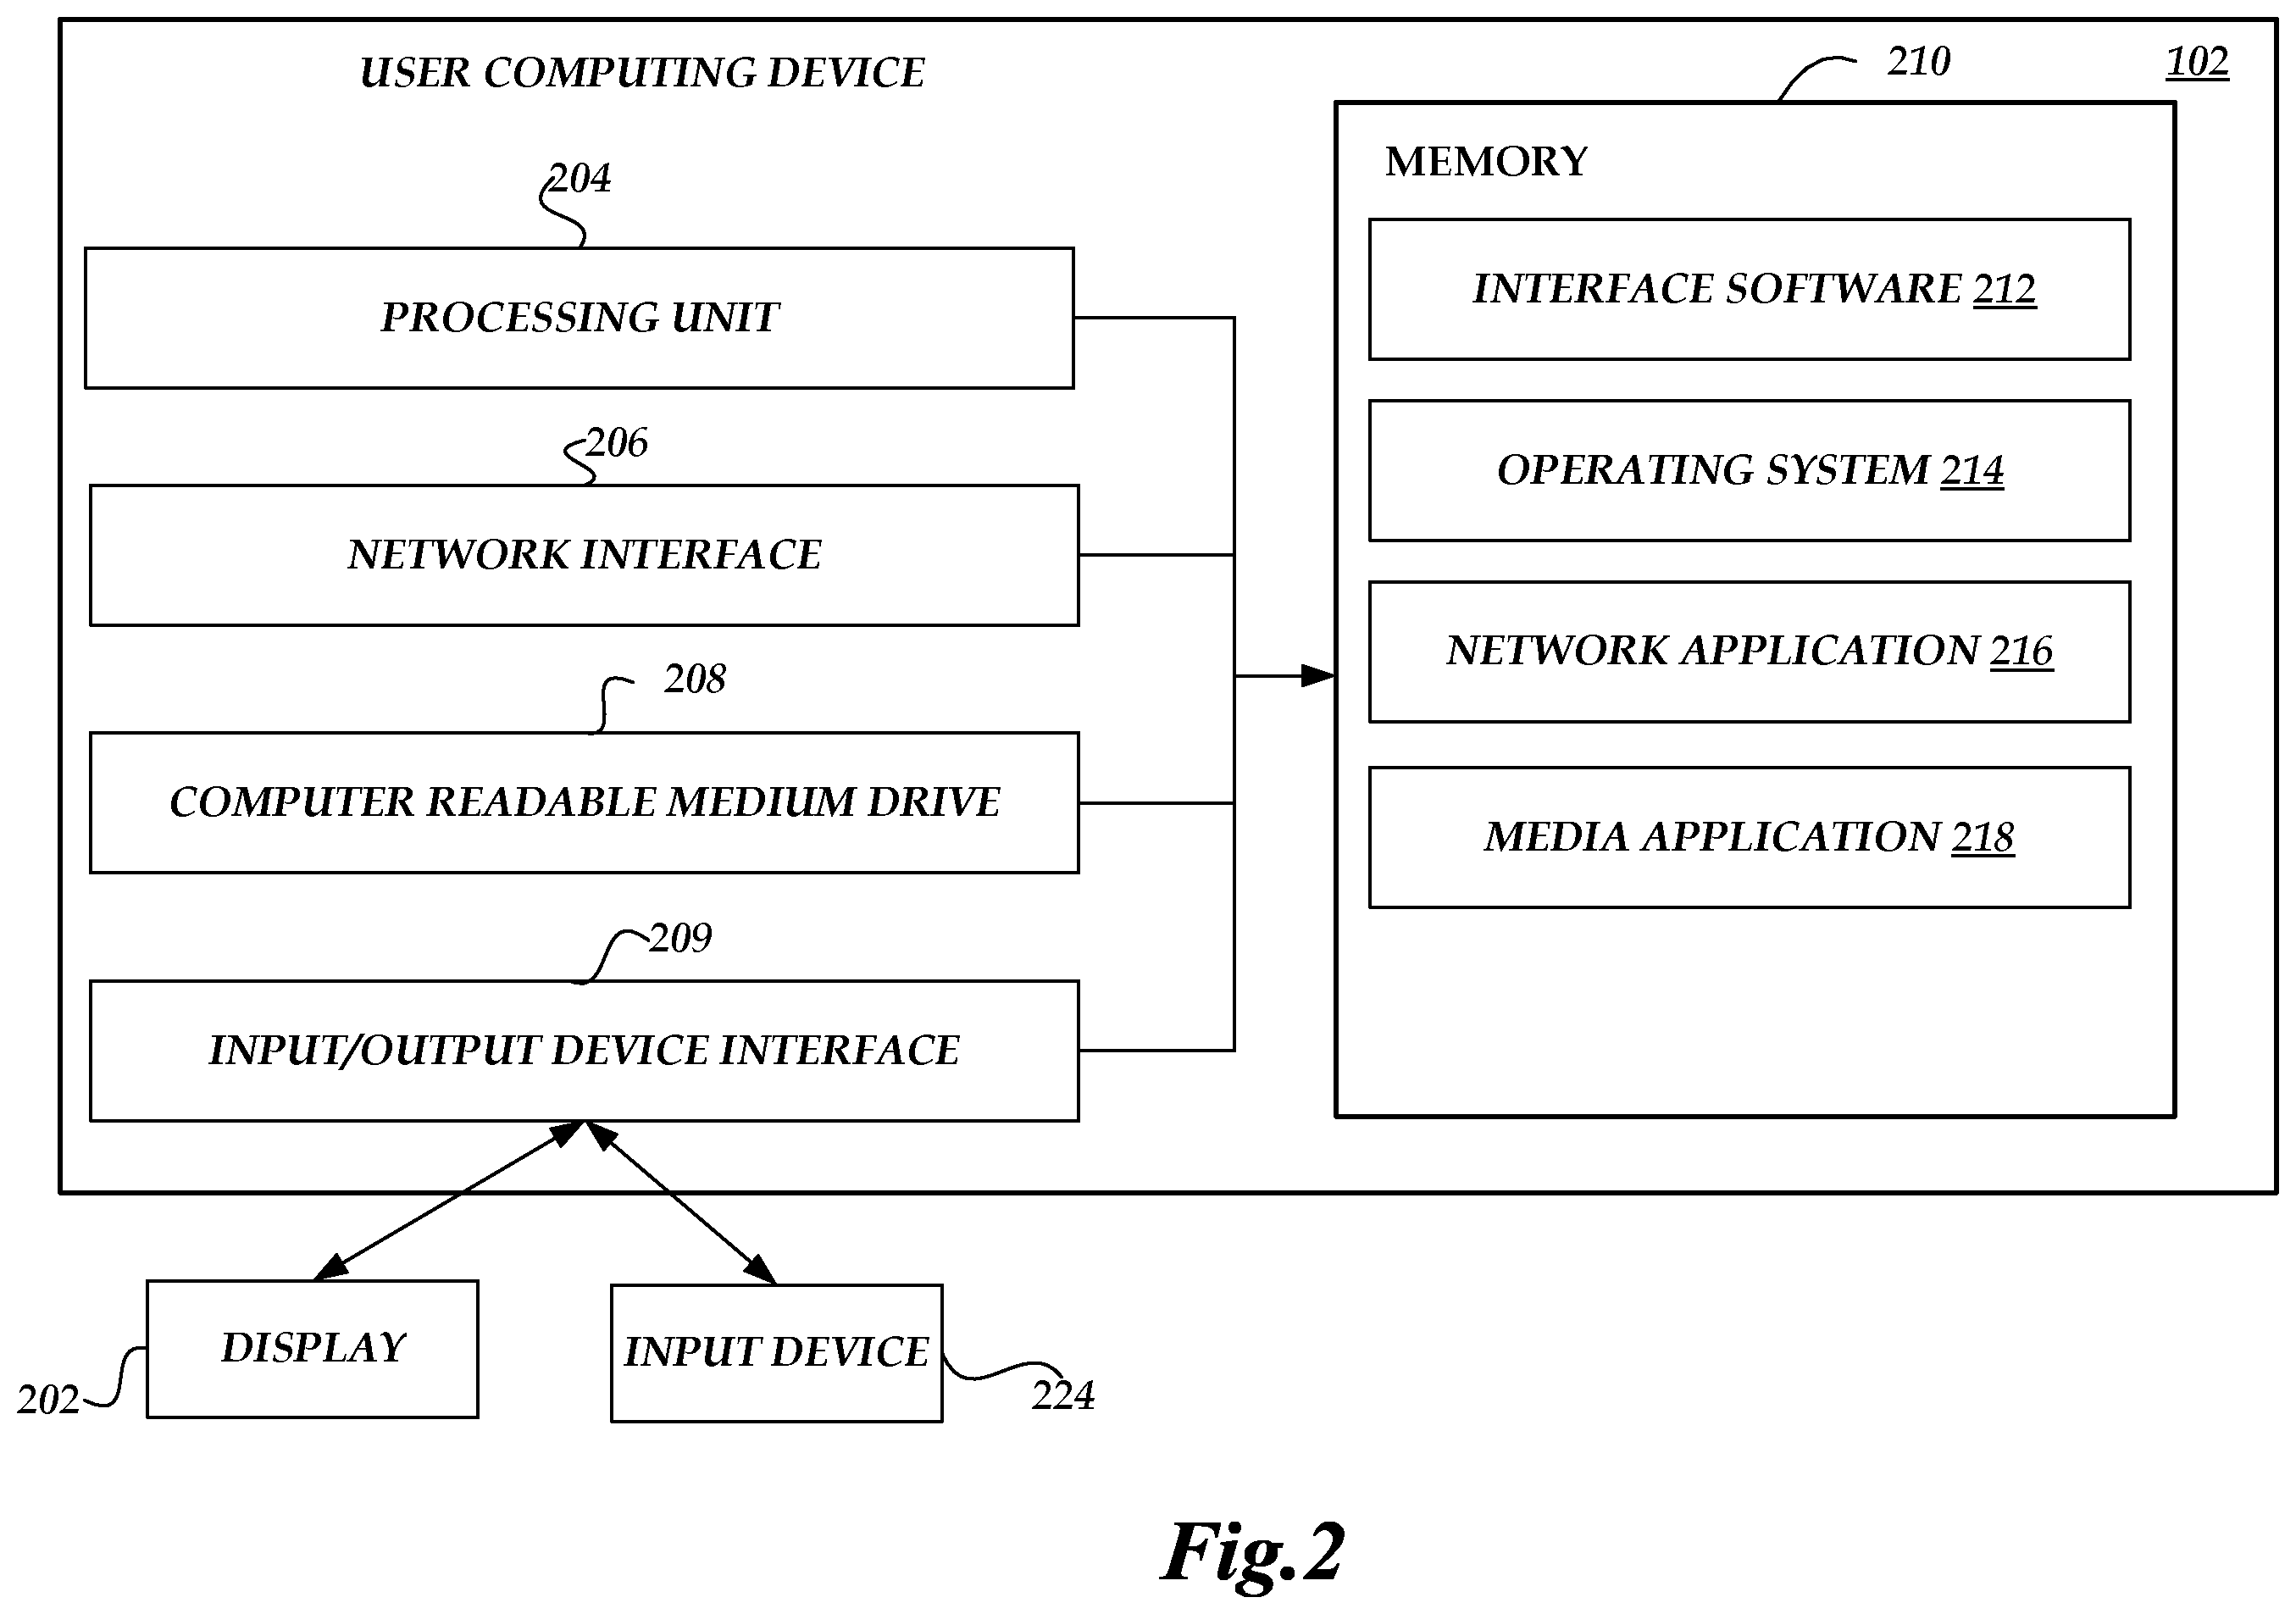 USER COMPUTING DEVICE
102
204
PROCESSING UNIT
206
NETWORK INTERFACE
208
COMPUTER READABLE MEDIUM DRIVE
209
INPUT/OUTPUT DEVICE INTERFACE
210
MEMORY
INTERFACE SOFTWARE 212
OPERATING SYSTEM 214
NETWORK APPLICATION 216
MEDIA APPLICATION 218
DISPLAY
202
INPUT DEVICE
224
Fig.2